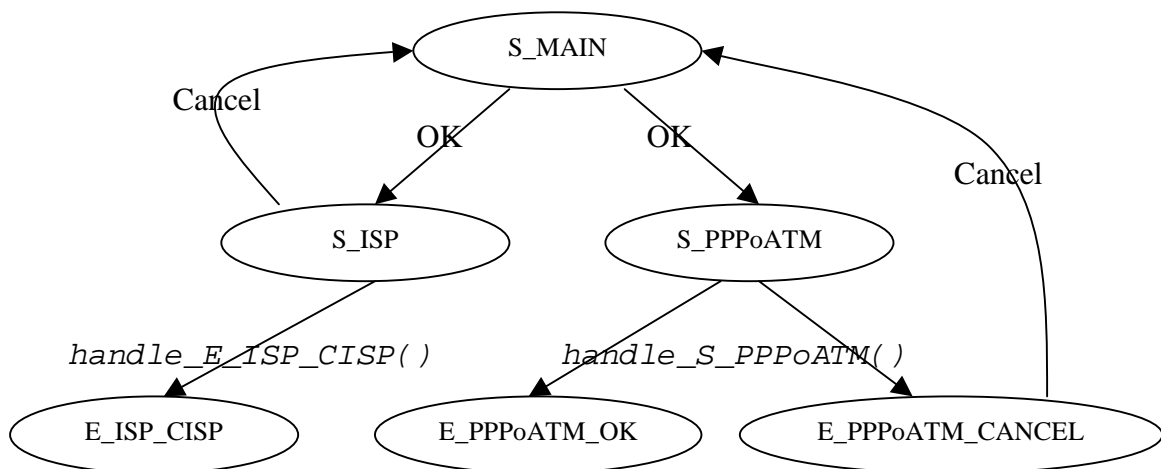 S_MAIN
Cancel
OK
OK
Cancel
S_ISP
S_PPPoATM
handle_E_ISP_CISP()
handle_S_PPPoATM()
E_ISP_CISP
E_PPPoATM_OK
E_PPPoATM_CANCEL